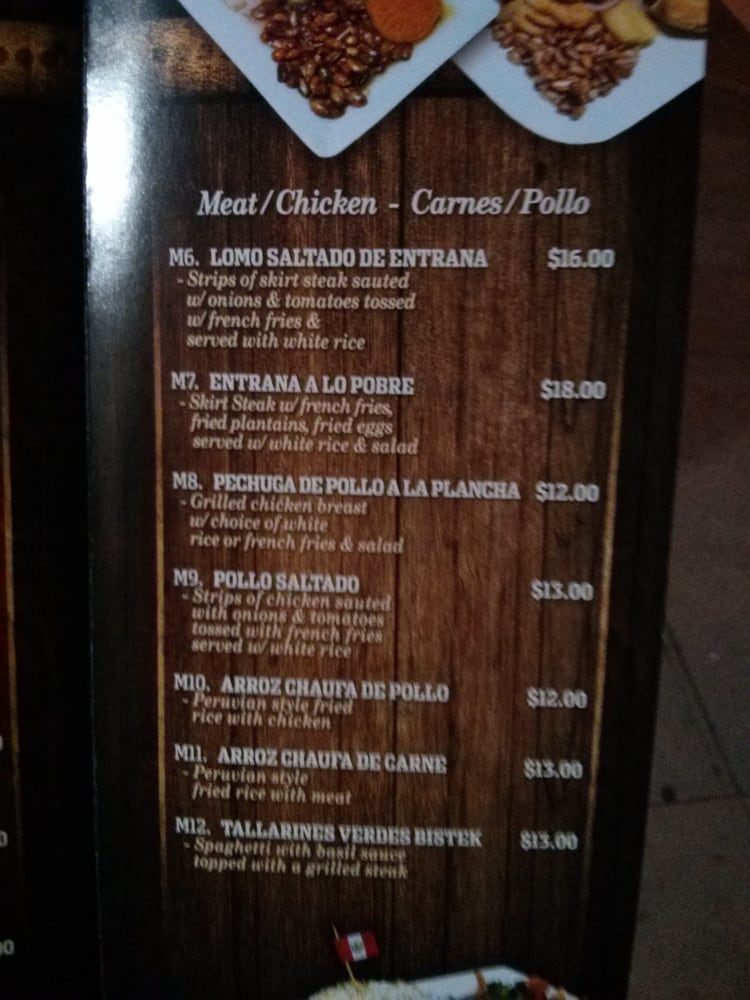 Meat/Chicken - Carnes/Pollo
M6. LOMO SALTADO DE ENTRANA $16.00
- Strips of skirt steak sauted
w/onions & tomatoes tossed
w/french fries &
served with white rice
M7. ENTRANA A LO POBRE $18.00
- Skirt Steak w/french fries,
fried plantains, fried eggs
served w/ white rice & salad
M8. PECHUGA DE POLLO A LA PLANCHA $12.00
- Grilled chicken breast
w/ choice of white
rice or french fries & salad
M9. POLLO SALTADO $13.00
- Strips of chicken sauted
with onions & tomatoes
tossed with french fries
served w/ white rice
M10. ARROZ CHAUFA DE POLLO $12.00
- Peruvian style fried
rice with chicken
M11. ARROZ CHAUFA DE CARNE $13.00
- Peruvian style
fried rice with meat
M12. TALLARINES VERDES BISTEK $13.00
- Spaghetti with basil sauce
topped with a grilled steak